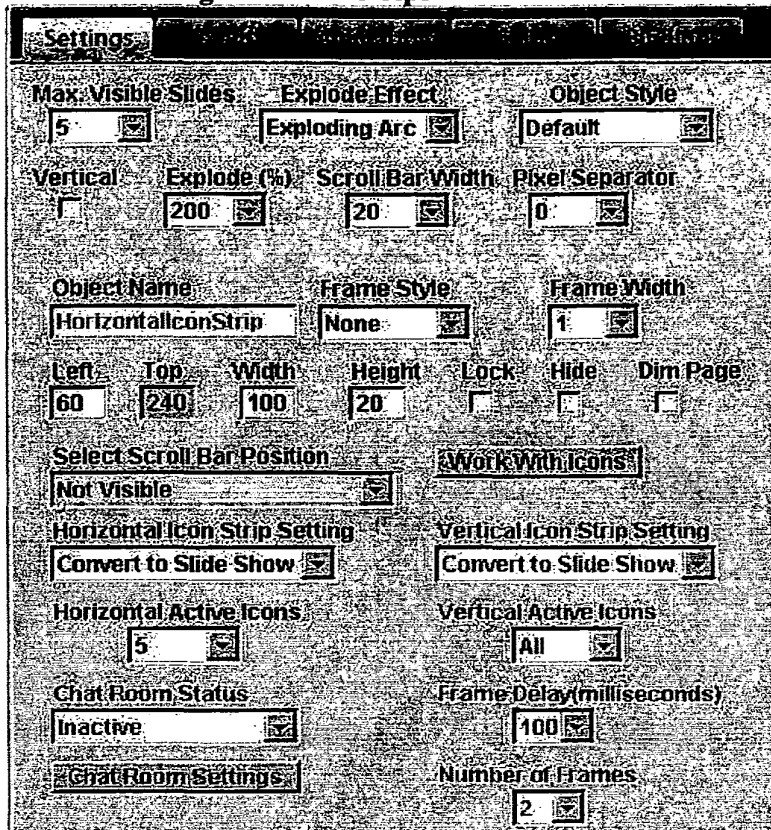 Settings
Max. Visible Slides Explode Effect Object Style
5 Exploding Arc Default
Vertical Explode (%) Scroll Bar Width Pixel Separator
200 20 0
Object Name Frame Style Frame Width
HorizontalIconStrip None 1
Left Top Width Height Lock Hide Dim Page
60 240 100 20
Select Scroll Bar Position Work With Icons
Not Visible
Horizontal Icon Strip Setting Vertical Icon Strip Setting
Convert to Slide Show Convert to Slide Show
Horizontal Active Icons Vertical Active Icons
5 All
Chat Room Status Frame Delay(milliseconds)
Inactive 100
Chat Room Settings Number of Frames
2